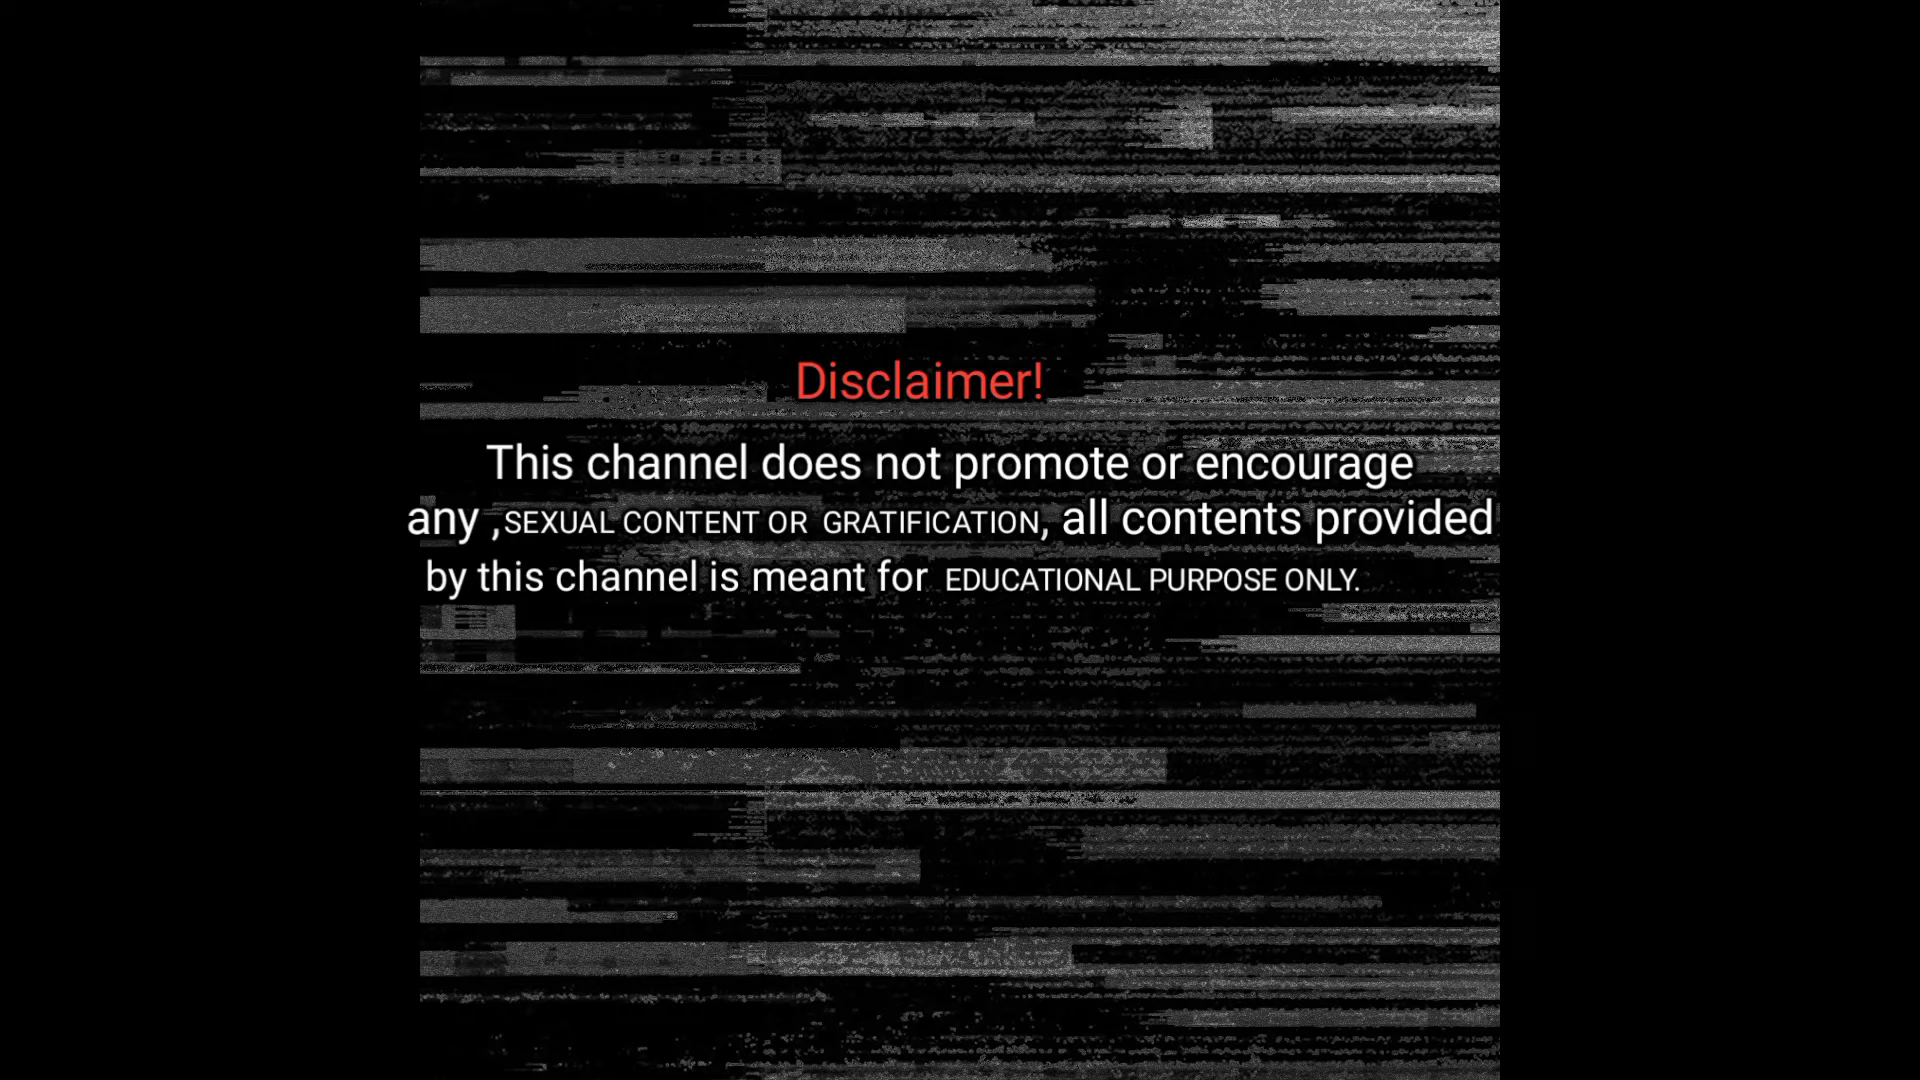 Disclaimer!
This channel does not promote or encourage
any ,SEXUAL CONTENT OR GRATIFICATION, all contents provided
by this channel is meant for EDUCATIONAL PURPOSE ONLY.